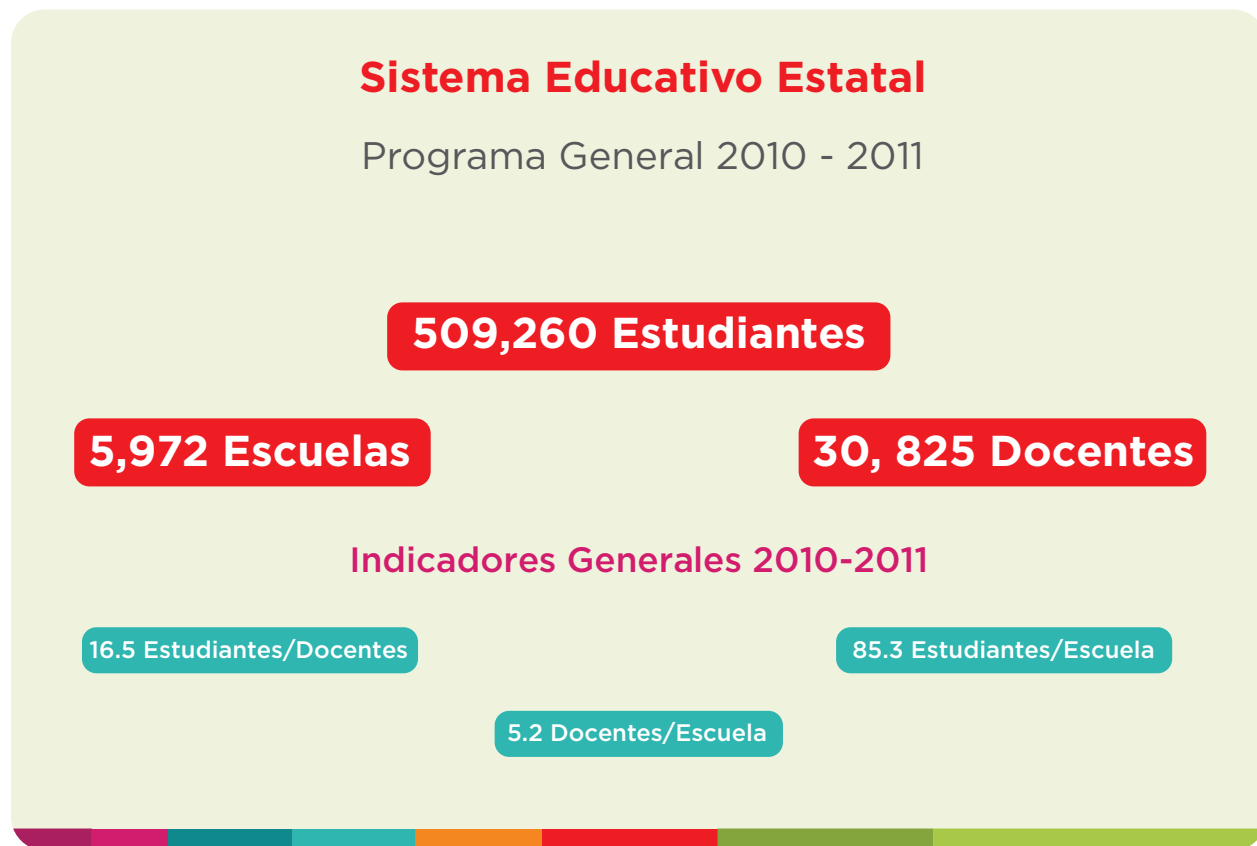 Sistema Educativo Estatal
Programa General 2010 - 2011
509,260 Estudiantes
5,972 Escuelas
30, 825 Docentes
Indicadores Generales 2010-2011
16.5 Estudiantes/Docentes
85.3 Estudiantes/Escuela
5.2 Docentes/Escuela